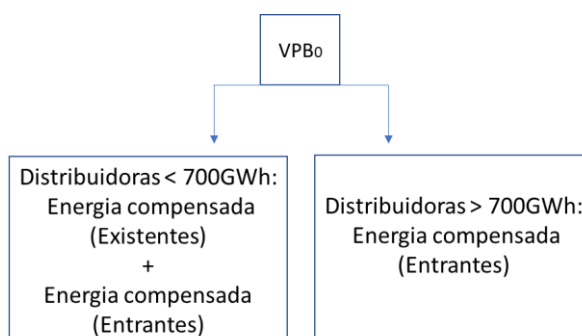 VPB₀
Distribuidoras < 700GWh:
Energia compensada
(Existentes)
+
Energia compensada
(Entrantes)
Distribuidoras > 700GWh:
Energia compensada
(Entrantes)